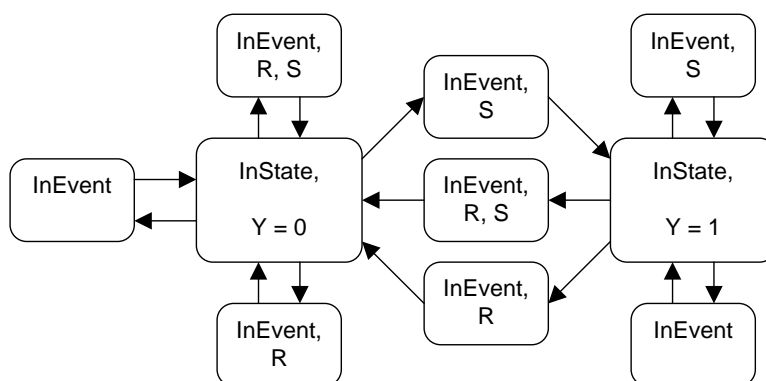 InEvent,
R, S
InEvent,
S
InEvent,
S
InEvent
InState,
Y = 0
InEvent,
R, S
InState,
Y = 1
InEvent,
R
InEvent,
R
InEvent